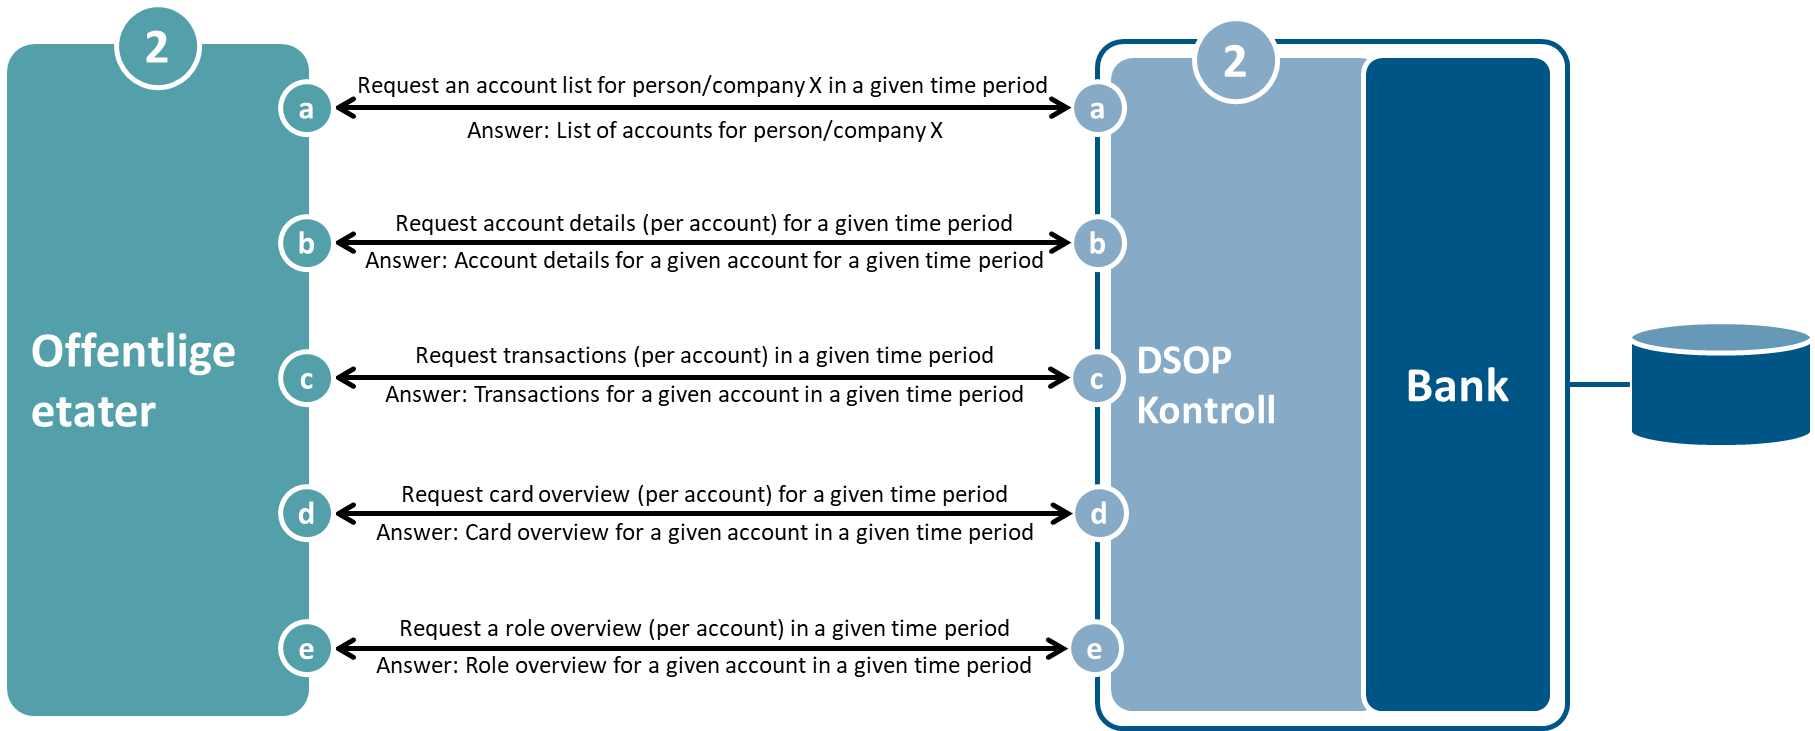 2
2
a
Request an account list for person/company X in a given time period
a
Answer: List of accounts for person/company X
b
Request account details (per account) for a given time period
b
Answer: Account details for a given account for a given time period
Offentlige
etater
c
Request transactions (per account) in a given time period
c
Answer: Transactions for a given account in a given time period
DSOP
Kontroll
Bank
d
Request card overview (per account) for a given time period
d
Answer: Card overview for a given account in a given time period
e
Request a role overview (per account) in a given time period
e
Answer: Role overview for a given account in a given time period